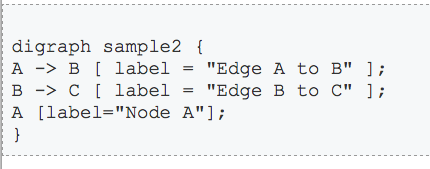 digraph sample2 {
A -> B [ label = "Edge A to B" ];
B -> C [ label = "Edge B to C" ];
A [label="Node A"];
}